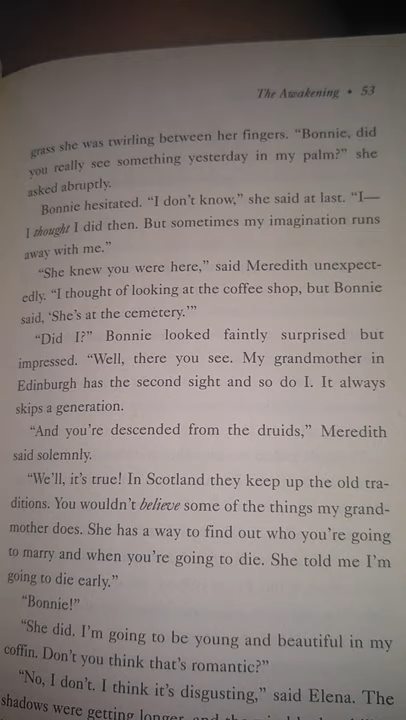 The Awakening • 53
grass she was twirling between her fingers. "Bonnie, did
you really see something yesterday in my palm?" she
asked abruptly.
Bonnie hesitated. "I don't know," she said at last. "I—
I thought I did then. But sometimes my imagination runs
away with me."
"She knew you were here," said Meredith unexpect-
edly. "I thought of looking at the coffee shop, but Bonnie
said, 'She's at the cemetery.'"
"Did I?" Bonnie looked faintly surprised but
impressed. "Well, there you see. My grandmother in
Edinburgh has the second sight and so do I. It always
skips a generation.
"And you're descended from the druids," Meredith
said solemnly.
"We'll, it's true! In Scotland they keep up the old tra-
ditions. You wouldn't believe some of the things my grand-
mother does. She has a way to find out who you're going
to marry and when you're going to die. She told me I'm
going to die early."
"Bonnie!"
"She did. I'm going to be young and beautiful in my
coffin. Don't you think that's romantic?"
"No, I don't. I think it's disgusting," said Elena. The
shadows were getting longer and